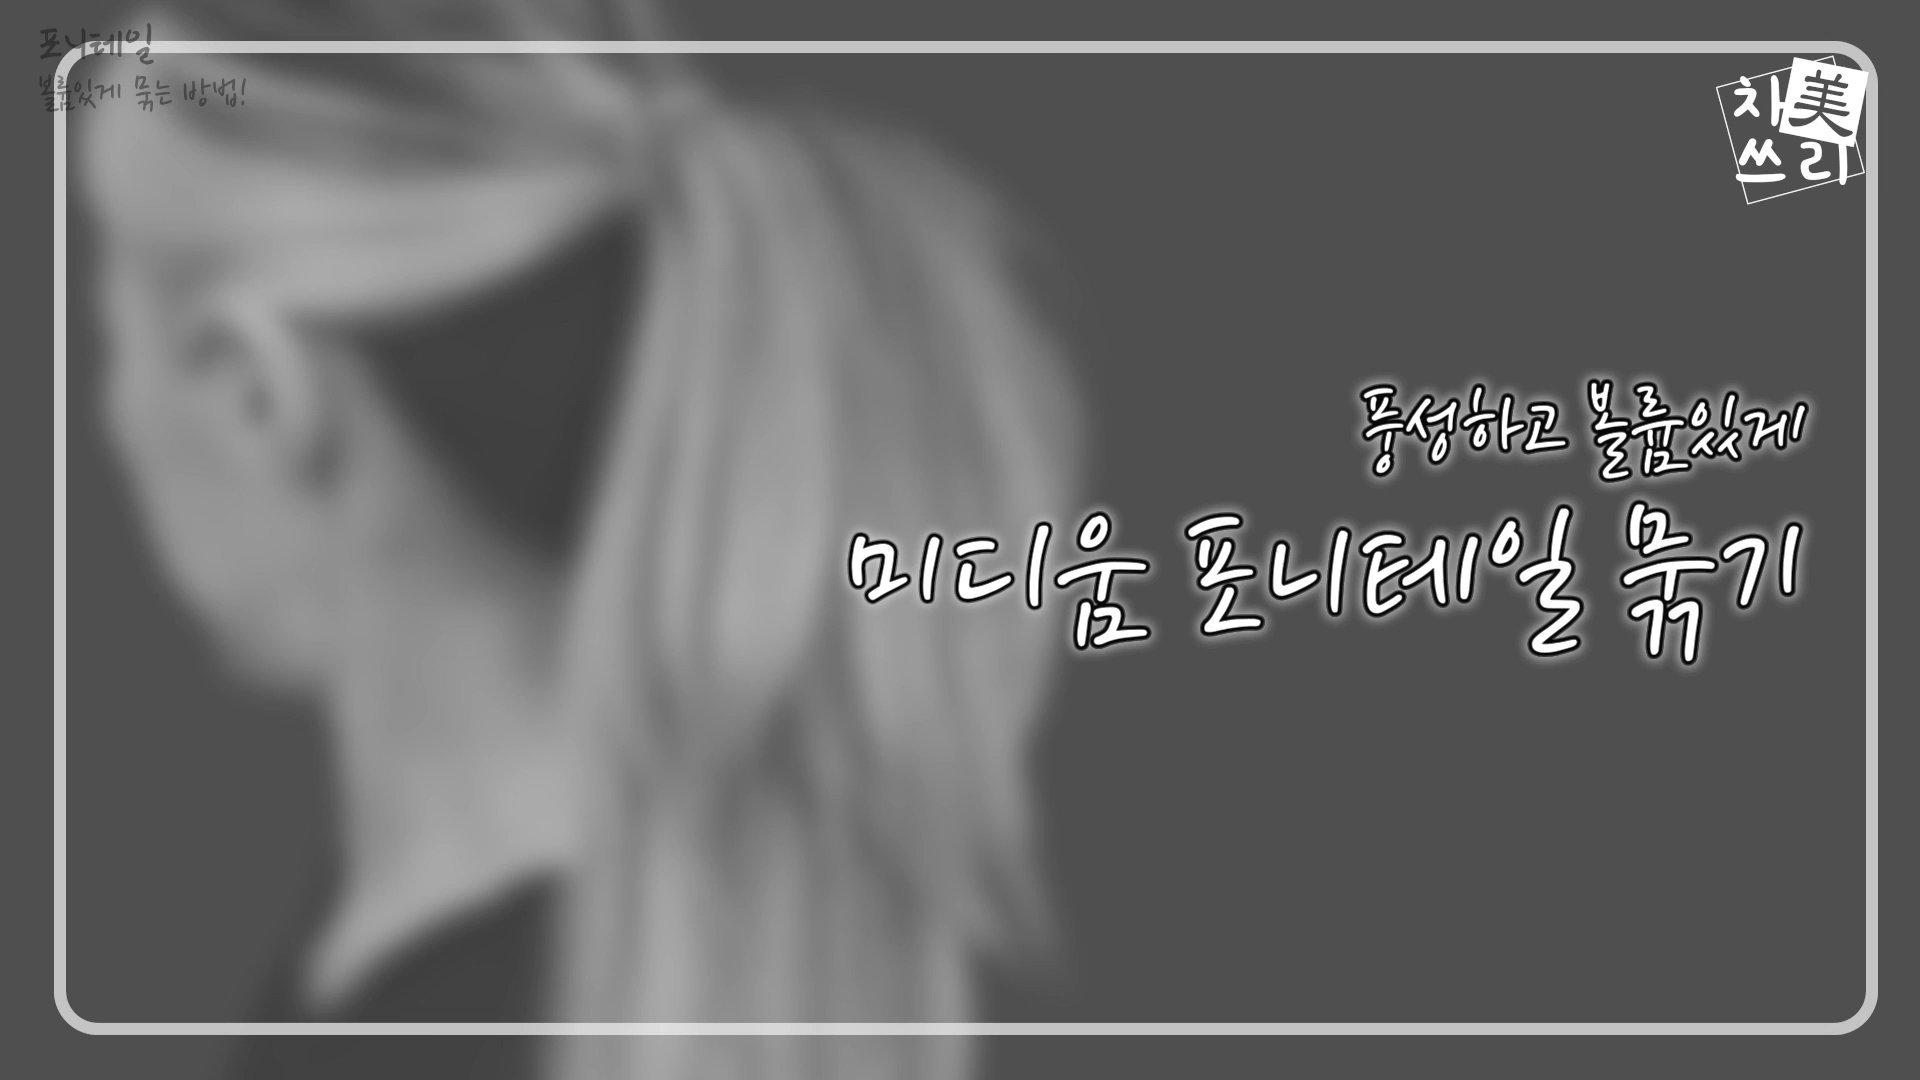 포니테일
볼륨있게 묶는 방법!
차美
쓰리
풍성하고 볼륨있게
미디움 포니테일 묶기